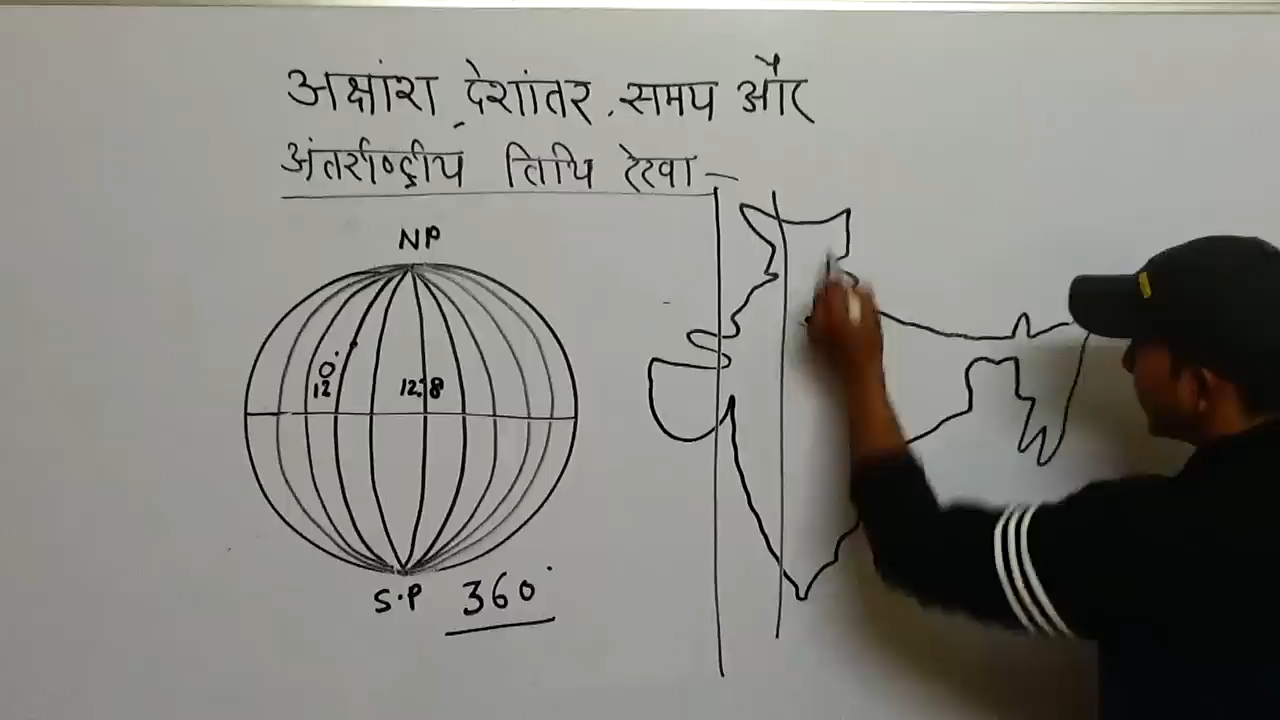 अक्षांश, देशांतर, समय और
अंतर्राष्ट्रीय तिथि रेखा –
NP
0°
12 12:8
S.P 360°